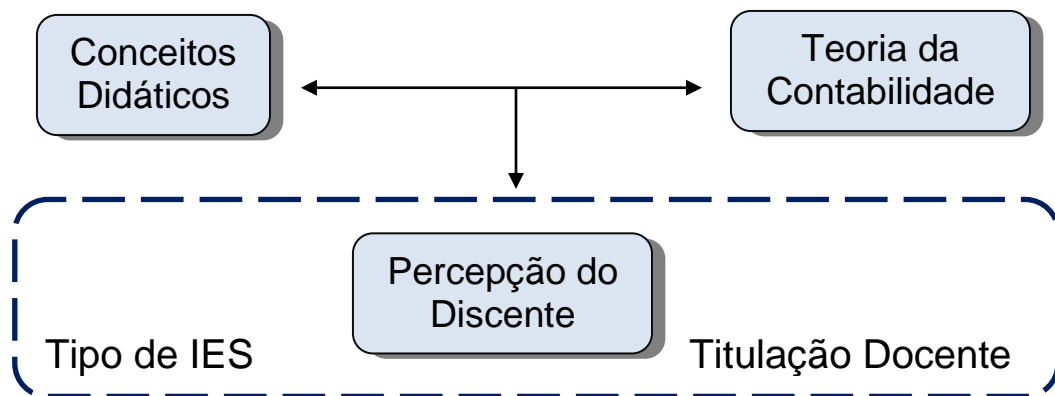 Conceitos
Didáticos
Teoria da
Contabilidade
Percepção do
Discente
Tipo de IES
Titulação Docente